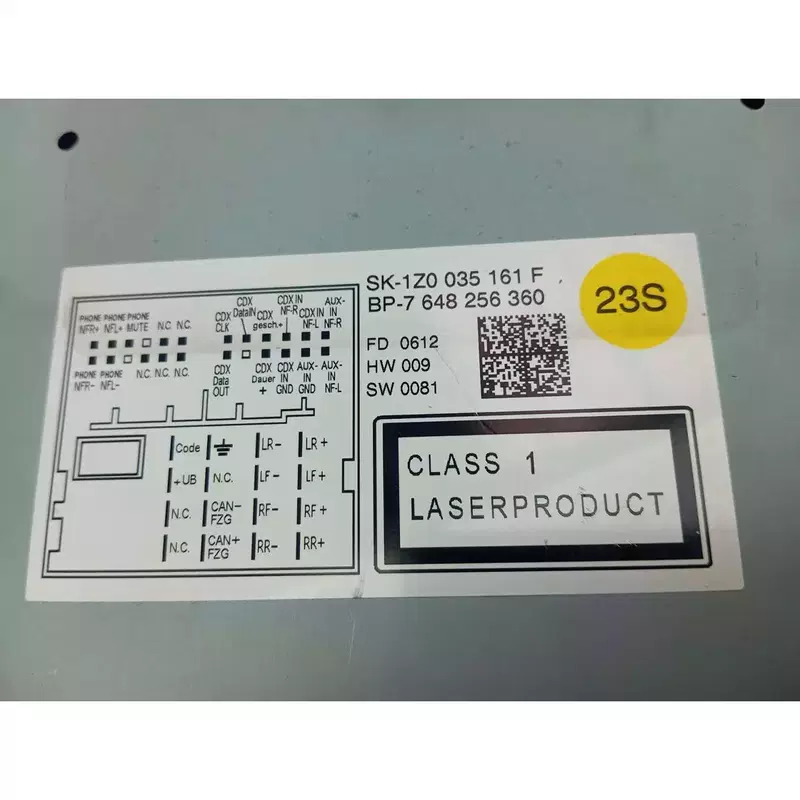 SK-1Z0 035 161 F
BP-7 648 256 360
23S
FD 0612
HW 009
SW 0081
CLASS 1
LASERPRODUCT
PHONE PHONE PHONE
NFR+ NFL+ MUTE N.C. N.C.
PHONE PHONE N.C. N.C. N.C.
NFR- NFL-
CDX CLK
CDX DataIN
CDX gesch.+
CDX IN NF-R
CDX IN NF-L
AUX-IN NF-R
CDX Data OUT
CDX Dauer +
CDX IN GND
AUX-IN GND
AUX-IN NF-L
Code LR- LR+
+UB N.C. LF- LF+
N.C. CAN- FZG RF- RF+
N.C. CAN+ FZG RR- RR+